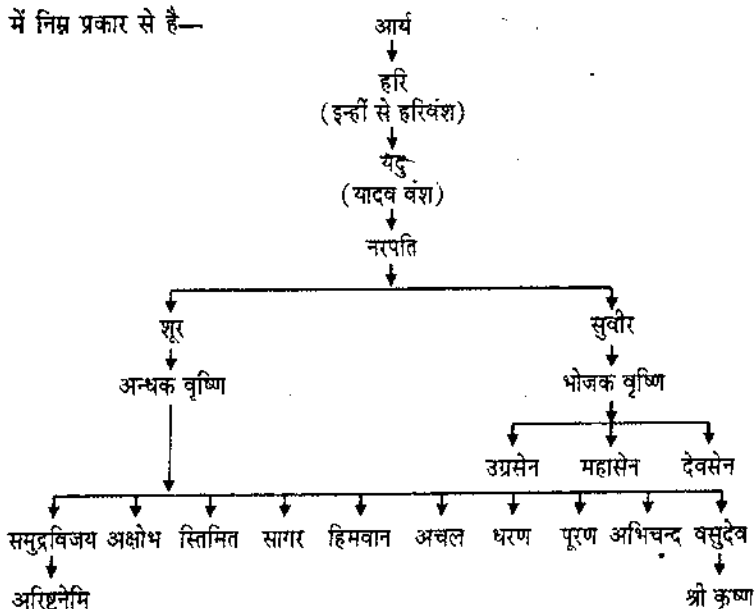 में निम्न प्रकार से है—
आर्य
हरि
(इन्हीं से हरिवंश)
यदु
(यादव वंश)
नरपति
शूर सुवीर
अन्धक वृष्णि भोजक वृष्णि
उग्रसेन महासेन देवसेन
समुद्रविजय अक्षोभ स्तिमित सागर हिमवान अचल धरण पूरण अभिचन्द वसुदेव
अरिष्टनेमि श्री कृष्ण